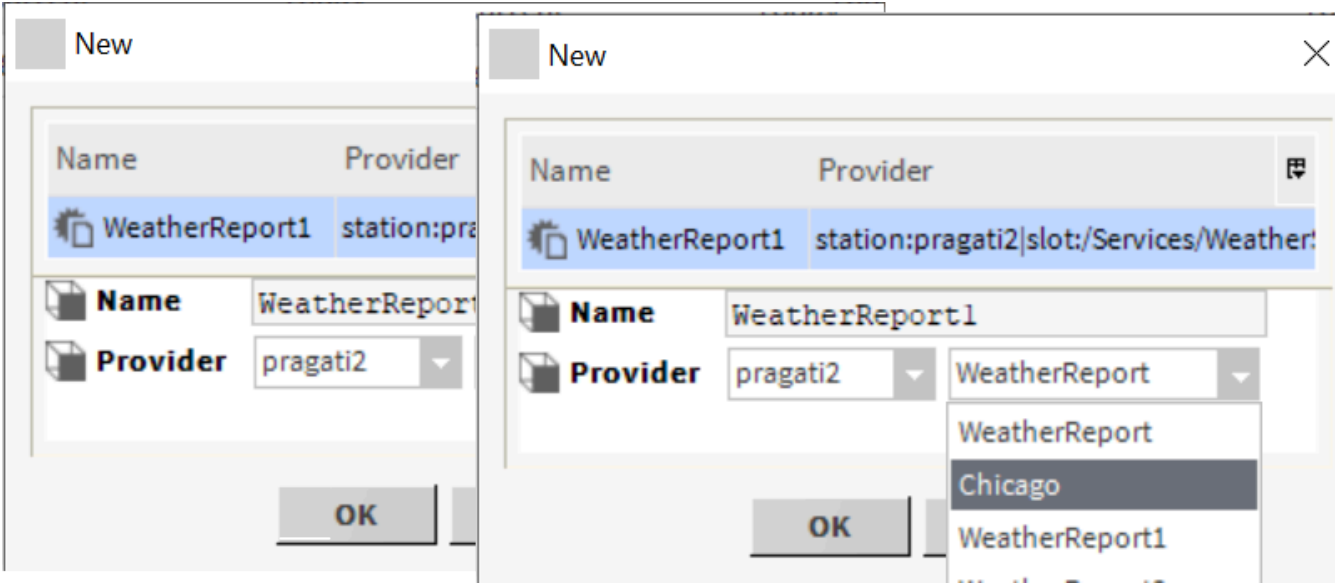 New
Name Provider
WeatherReport1 station:pra
Name WeatherReport
Provider pragati2
OK
New
Name Provider
WeatherReport1 station:pragati2|slot:/Services/Weather
Name WeatherReport1
Provider pragati2 WeatherReport
WeatherReport
Chicago
OK
WeatherReport1